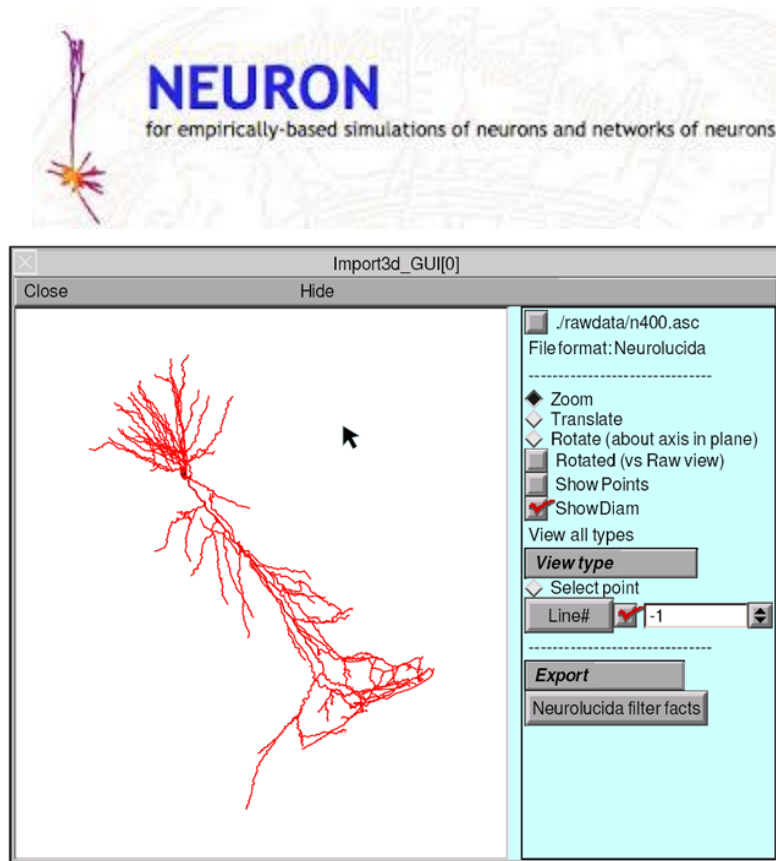 NEURON
for empirically-based simulations of neurons and networks of neurons
Import3d_GUI[0]
Close Hide
./rawdata/n400.asc
File format: Neurolucida
-------------------------------
Zoom
Translate
Rotate (about axis in plane)
Rotated (vs Raw view)
Show Points
ShowDiam
View all types
View type
Select point
Line# -1
-------------------------------
Export
Neurolucida filter facts